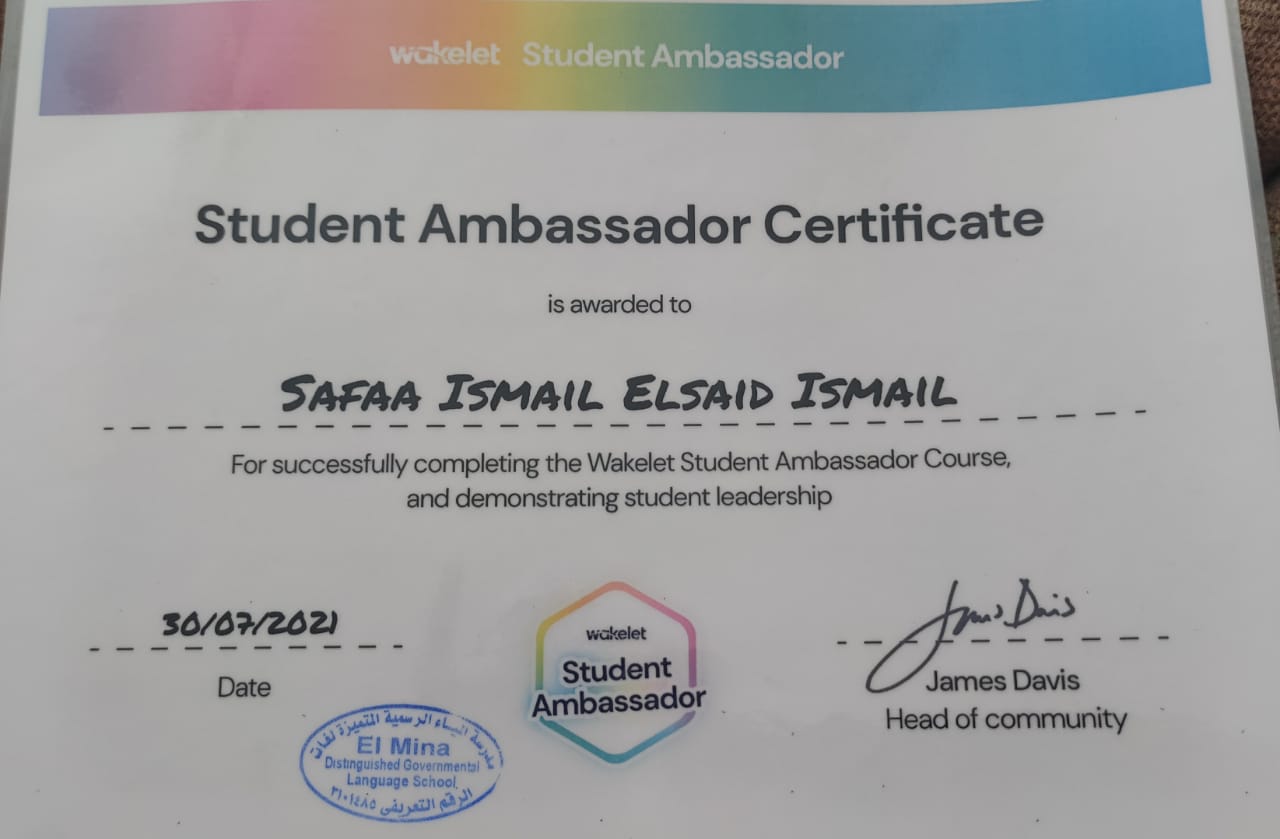 wakelet Student Ambassador
Student Ambassador Certificate
is awarded to
SAFAA ISMAIL ELSAID ISMAIL
For successfully completing the Wakelet Student Ambassador Course,
and demonstrating student leadership
30/07/2021
Date
wakelet
Student
Ambassador
James Davis
James Davis
Head of community
مدرسة الميناء الرسمية المتميزة لغات
El Mina
Distinguished Governmental
Language School
الرقم التعريفى ٣١٠١٤٨٥